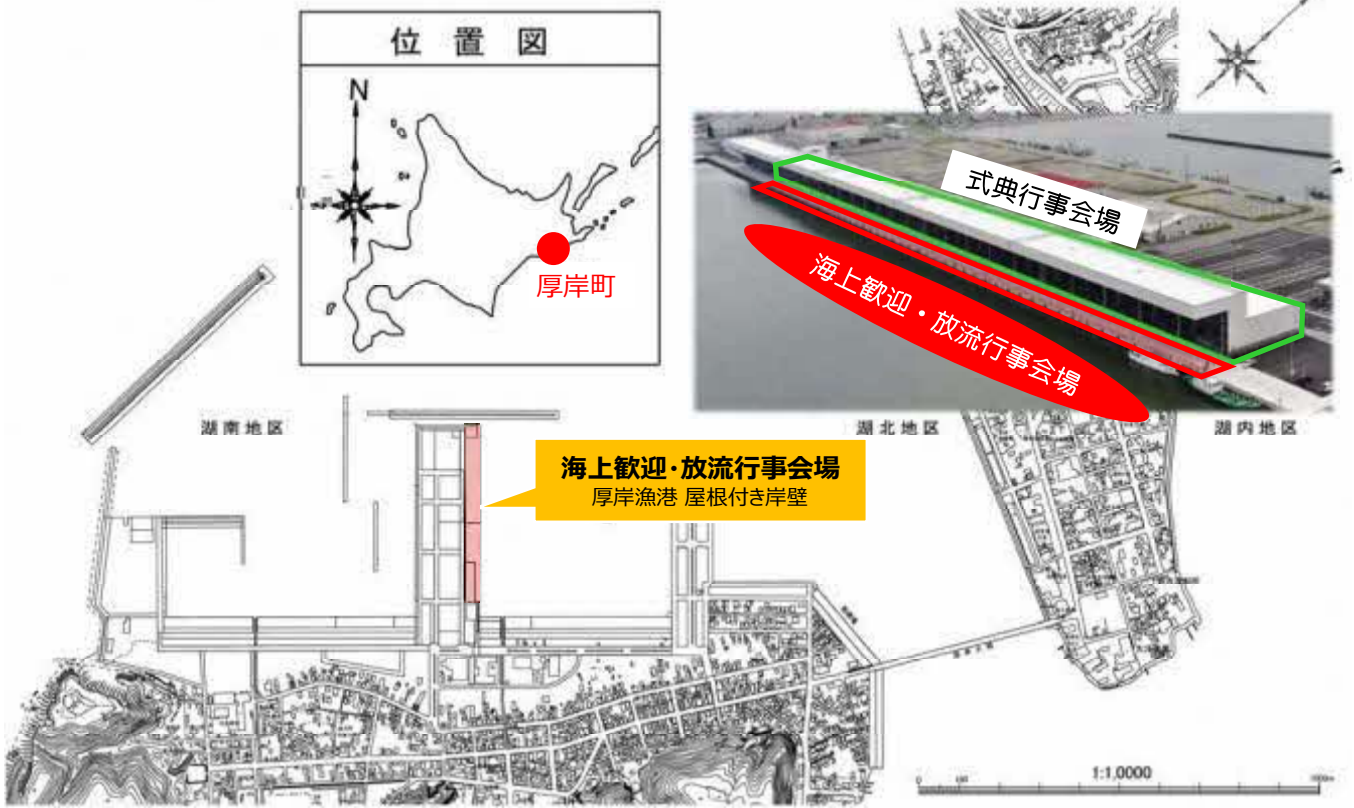 位置図
N
厚岸町
式典行事会場
海上歓迎・放流行事会場
湖南地区
湖北地区
湖内地区
海上歓迎・放流行事会場
厚岸漁港 屋根付き岸壁
1:1,0000